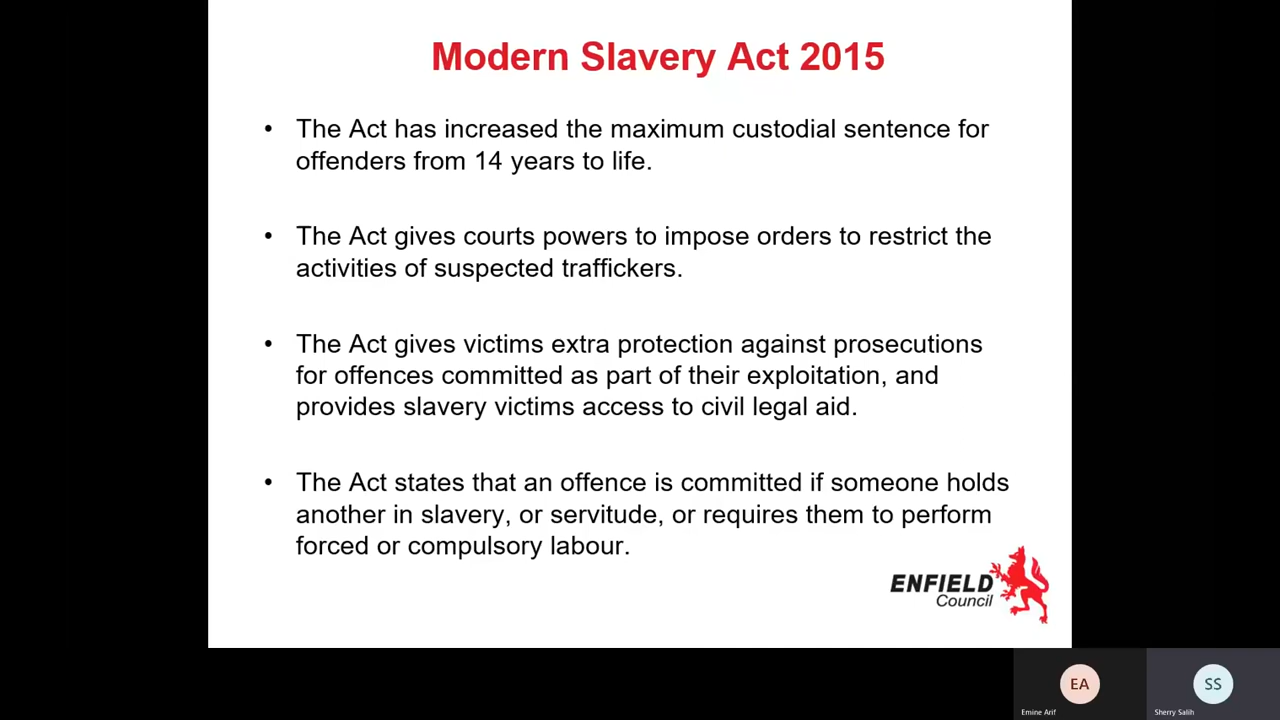 Modern Slavery Act 2015
• The Act has increased the maximum custodial sentence for
offenders from 14 years to life.
• The Act gives courts powers to impose orders to restrict the
activities of suspected traffickers.
• The Act gives victims extra protection against prosecutions
for offences committed as part of their exploitation, and
provides slavery victims access to civil legal aid.
• The Act states that an offence is committed if someone holds
another in slavery, or servitude, or requires them to perform
forced or compulsory labour.
ENFIELD
Council
EA
SS
Emine Arif
Sherry Salih